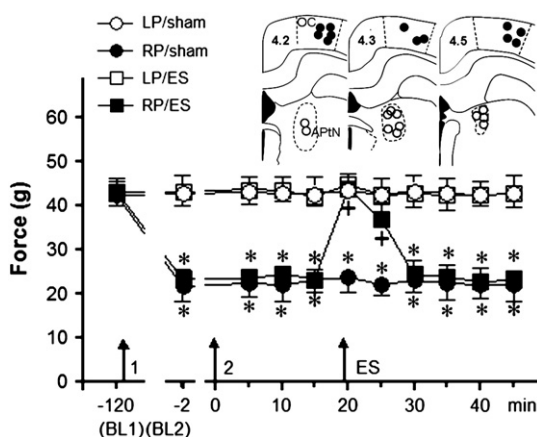 LP/sham
RP/sham
LP/ES
RP/ES
4.2
4.3
4.5
APtN
Force (g)
60
50
40
30
20
10
0
+
+
* * * * * * * * * *
* * * * * * * *
1
2
ES
-120
-2
0
10
20
30
40
min
(BL1)
(BL2)